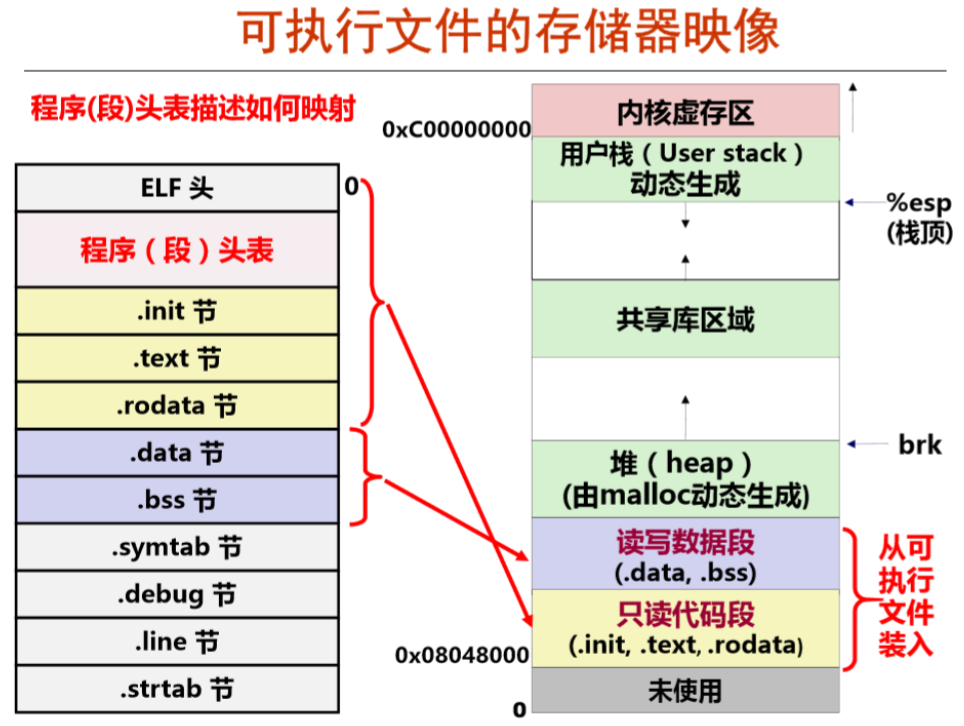 可执行文件的存储器映像
程序(段)头表描述如何映射
ELF 头
0
程序（段）头表
.init 节
.text 节
.rodata 节
.data 节
.bss 节
.symtab 节
.debug 节
.line 节
.strtab 节
0xC00000000
内核虚存区
用户栈（User stack）
动态生成
%esp
(栈顶)
共享库区域
brk
堆（heap）
(由malloc动态生成)
读写数据段
(.data, .bss)
只读代码段
(.init, .text, .rodata)
0x08048000
未使用
0
从可
执行
文件
装入